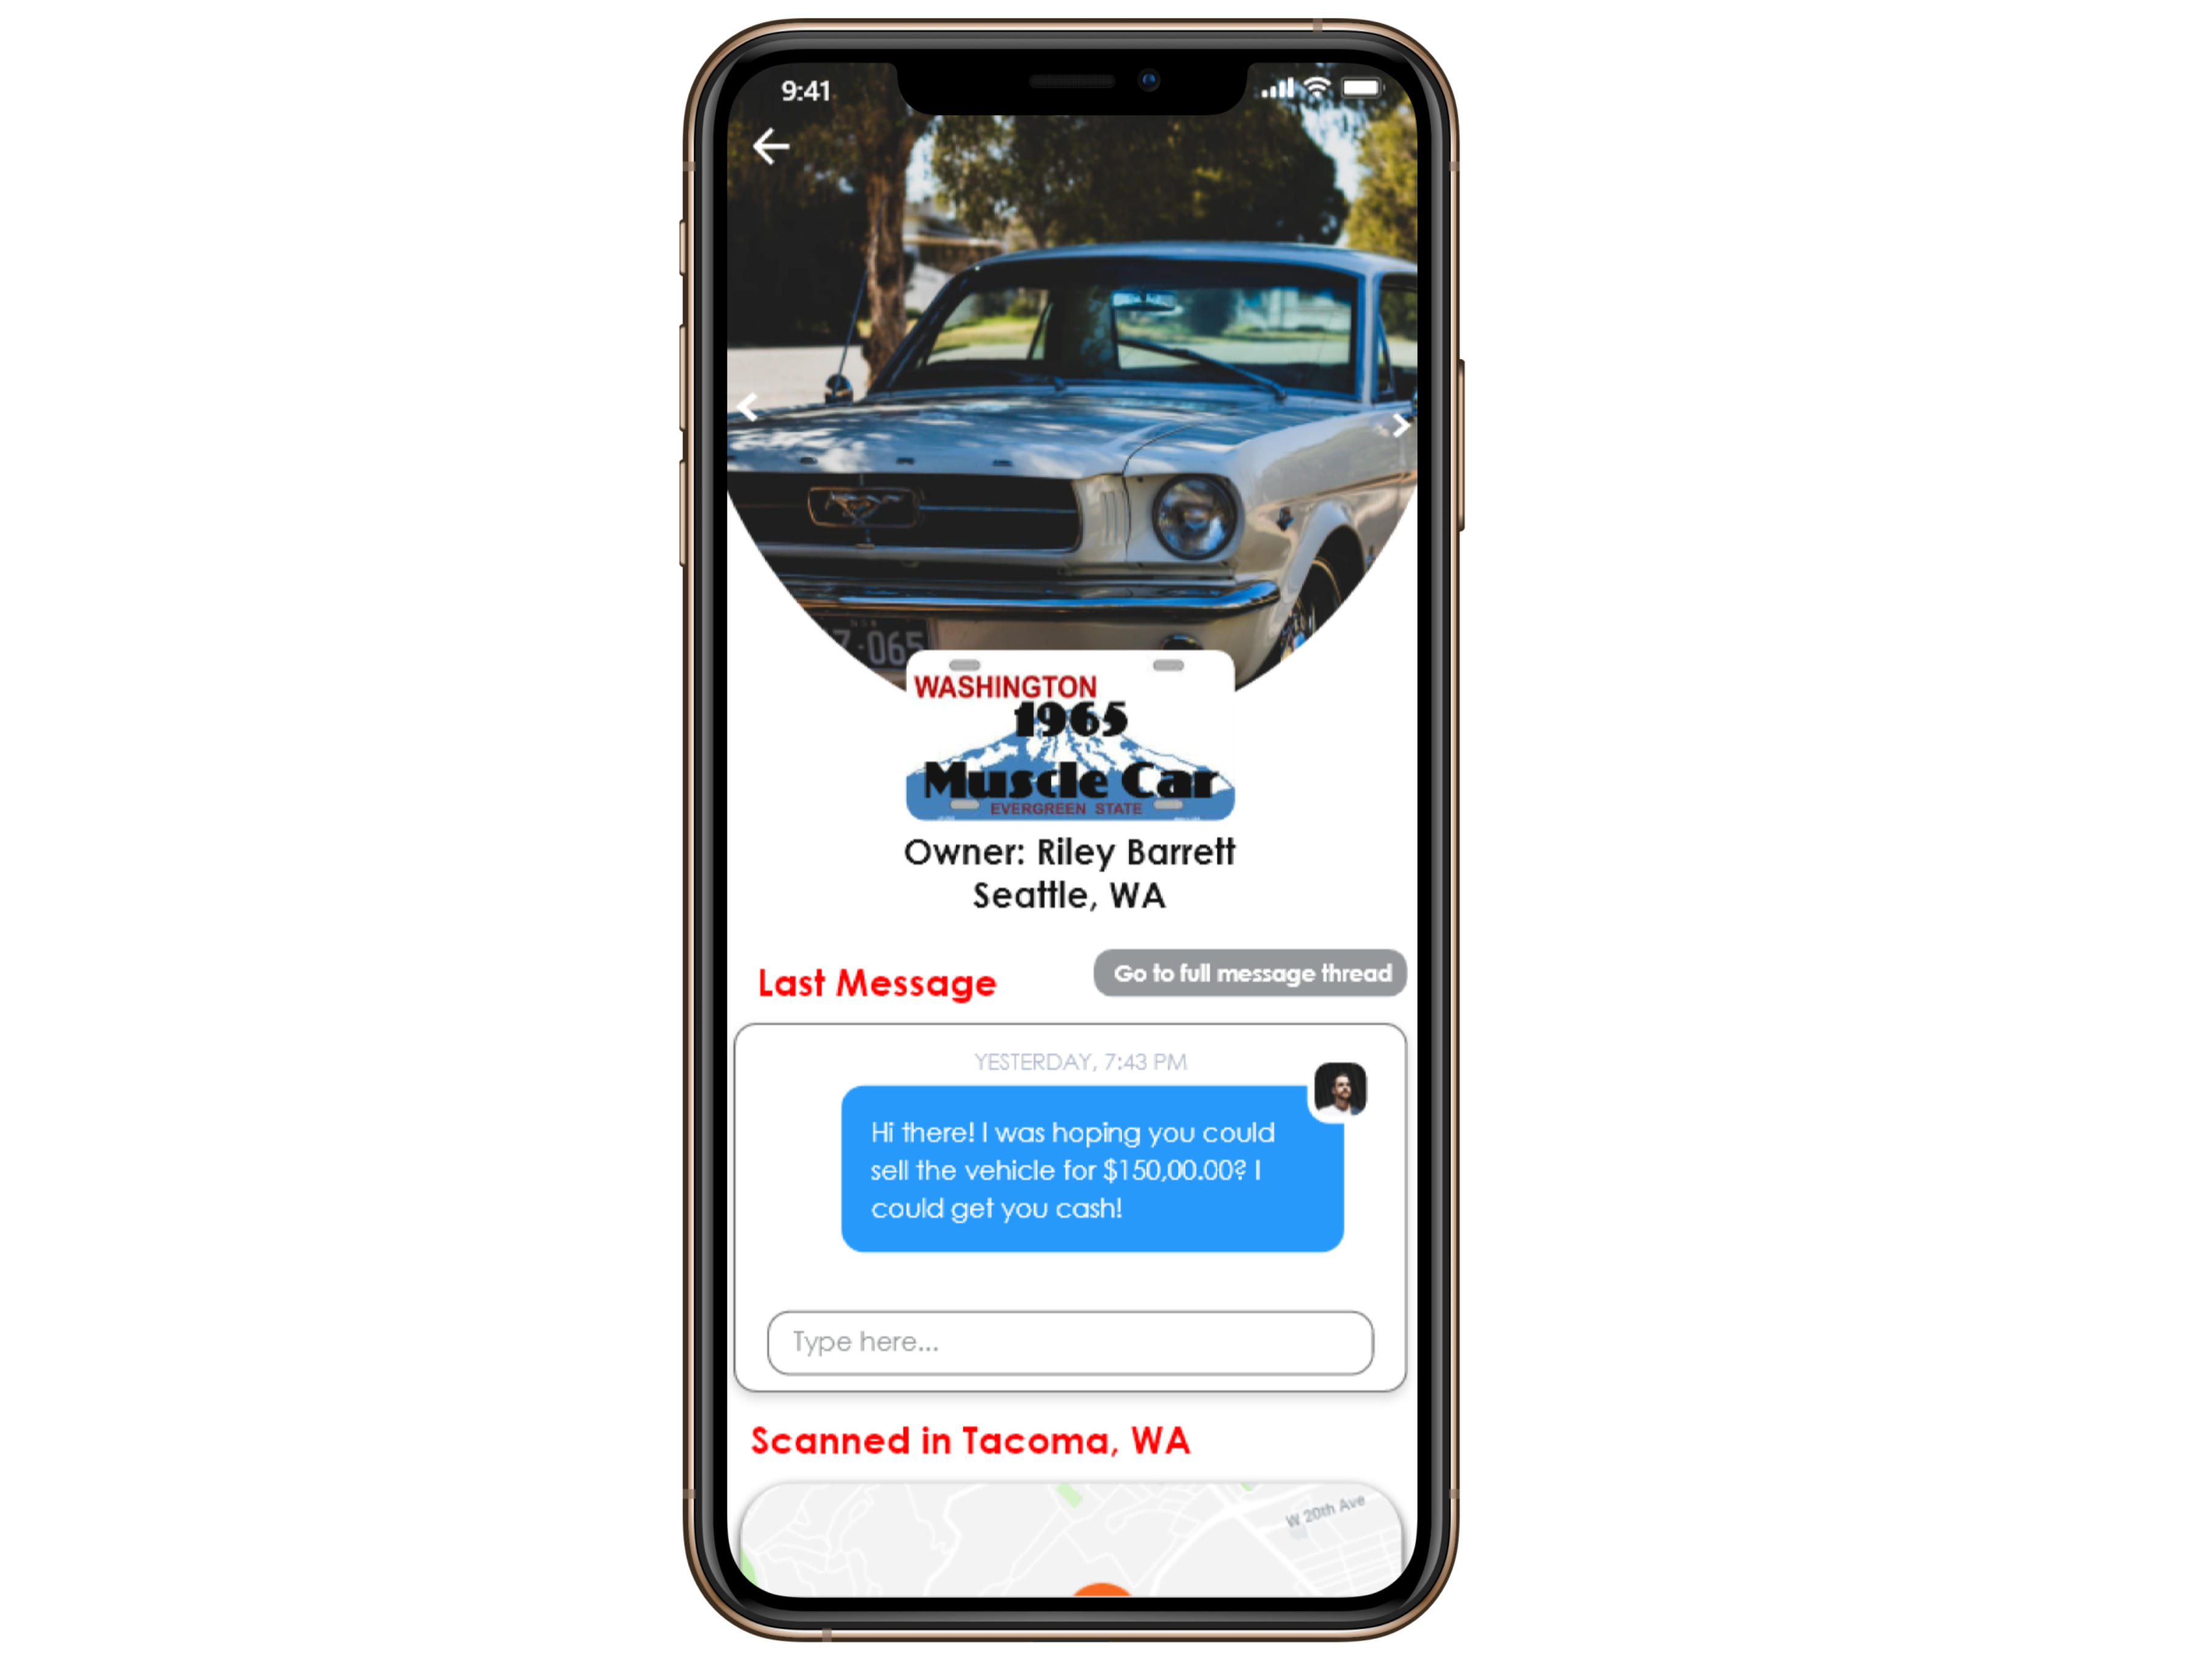 9:41
NSW
7·065
WASHINGTON
1965
Muscle Car
EVERGREEN STATE
Owner: Riley Barrett
Seattle, WA
Last Message
Go to full message thread
YESTERDAY, 7:43 PM
Hi there! I was hoping you could
sell the vehicle for $150,00.00? I
could get you cash!
Type here...
Scanned in Tacoma, WA
W 20th Ave